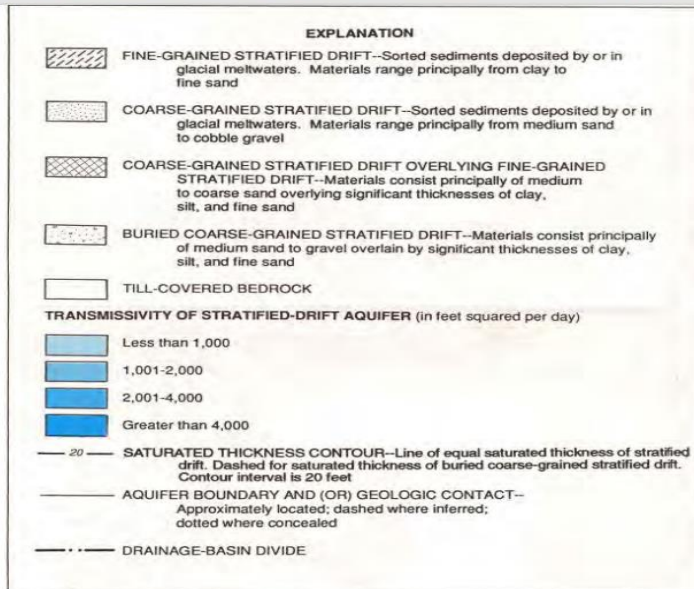 EXPLANATION
FINE-GRAINED STRATIFIED DRIFT--Sorted sediments deposited by or in
glacial meltwaters. Materials range principally from clay to
fine sand
COARSE-GRAINED STRATIFIED DRIFT--Sorted sediments deposited by or in
glacial meltwaters. Materials range principally from medium sand
to cobble gravel
COARSE-GRAINED STRATIFIED DRIFT OVERLYING FINE-GRAINED
STRATIFIED DRIFT--Materials consist principally of medium
to coarse sand overlying significant thicknesses of clay,
silt, and fine sand
BURIED COARSE-GRAINED STRATIFIED DRIFT--Materials consist principally
of medium sand to gravel overlain by significant thicknesses of clay,
silt, and fine sand
TILL-COVERED BEDROCK
TRANSMISSIVITY OF STRATIFIED-DRIFT AQUIFER (in feet squared per day)
Less than 1,000
1,001-2,000
2,001-4,000
Greater than 4,000
20 SATURATED THICKNESS CONTOUR--Line of equal saturated thickness of stratified
drift. Dashed for saturated thickness of buried coarse-grained stratified drift.
Contour interval is 20 feet
AQUIFER BOUNDARY AND (OR) GEOLOGIC CONTACT--
Approximately located; dashed where inferred;
dotted where concealed
DRAINAGE-BASIN DIVIDE